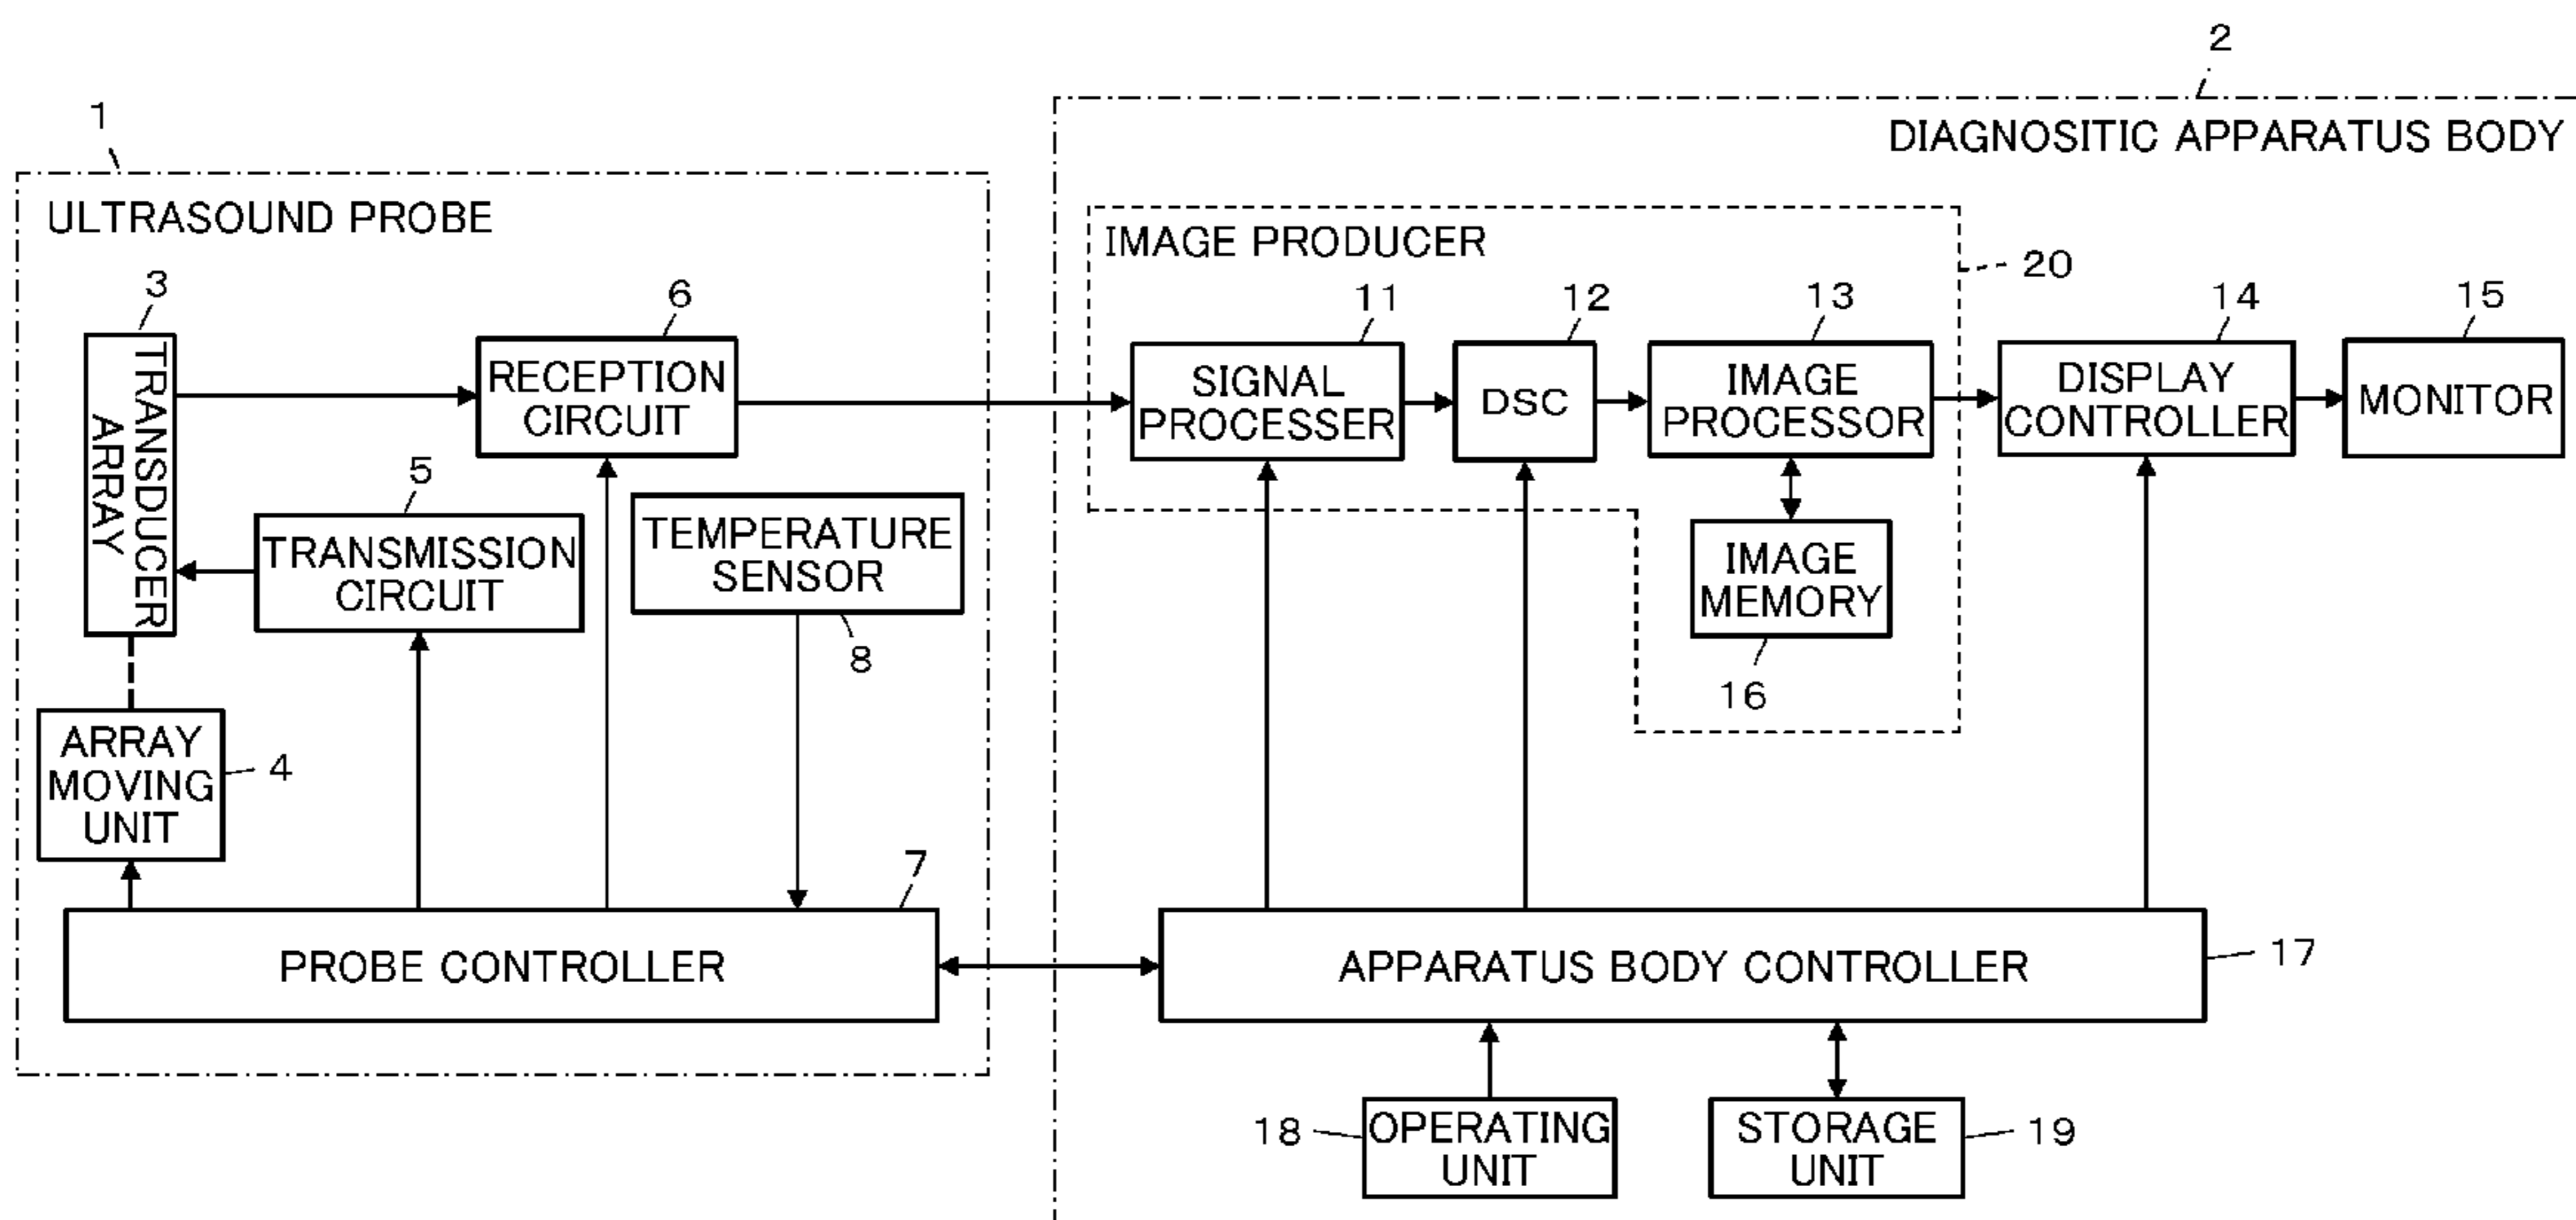 2
1
DIAGNOSITIC APPARATUS BODY
ULTRASOUND PROBE
IMAGE PRODUCER
20
3
6
11
12
13
14
15
TRANSDUCER
ARRAY
RECEPTION
CIRCUIT
SIGNAL
PROCESSER
DSC
IMAGE
PROCESSOR
DISPLAY
CONTROLLER
MONITOR
5
TRANSMISSION
CIRCUIT
TEMPERATURE
SENSOR
8
IMAGE
MEMORY
16
ARRAY
MOVING
UNIT
4
7
PROBE CONTROLLER
APPARATUS BODY CONTROLLER
17
18
OPERATING
UNIT
STORAGE
UNIT
19